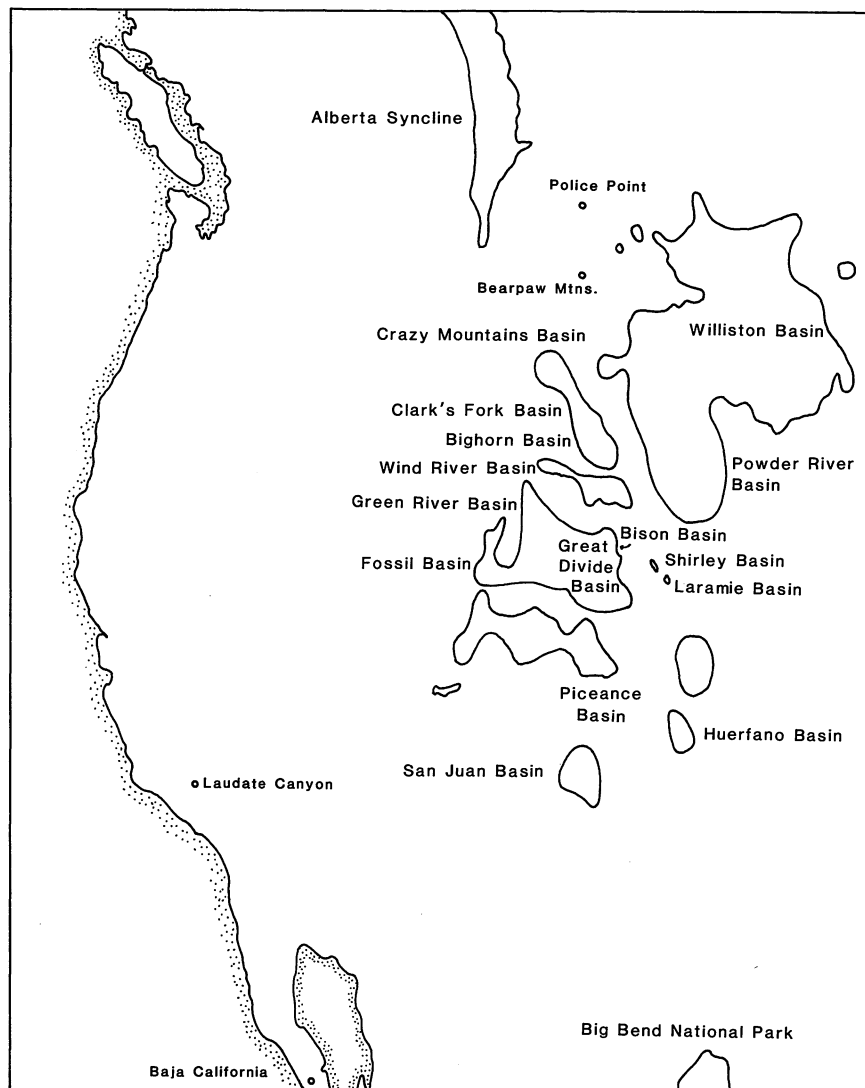 Alberta Syncline
Police Point
Bearpaw Mtns.
Williston Basin
Crazy Mountains Basin
Clark's Fork Basin
Bighorn Basin
Wind River Basin
Powder River
Basin
Green River Basin
Bison Basin
Great
Divide
Basin
Fossil Basin
Shirley Basin
Laramie Basin
Piceance
Basin
Huerfano Basin
San Juan Basin
Laudate Canyon
Big Bend National Park
Baja California